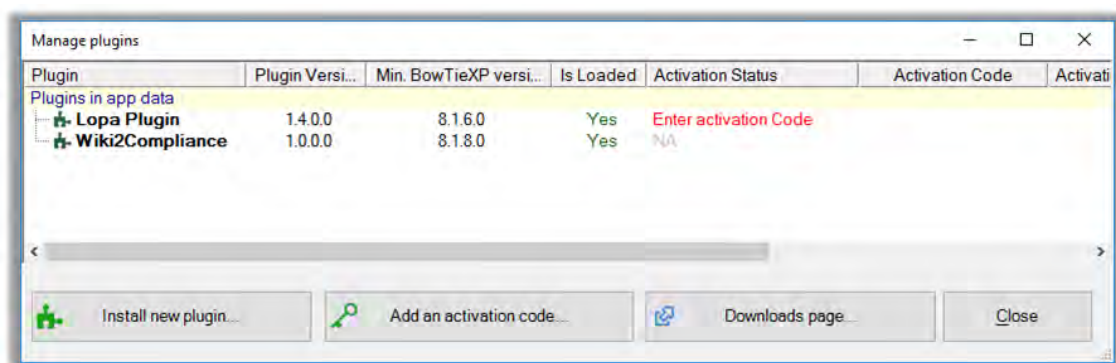 Manage plugins
Plugin Plugin Versi... Min. BowTieXP versi... Is Loaded Activation Status Activation Code Activati
Plugins in app data
Lopa Plugin 1.4.0.0 8.1.6.0 Yes Enter activation Code
Wiki2Compliance 1.0.0.0 8.1.8.0 Yes NA
Install new plugin... Add an activation code... Downloads page... Close